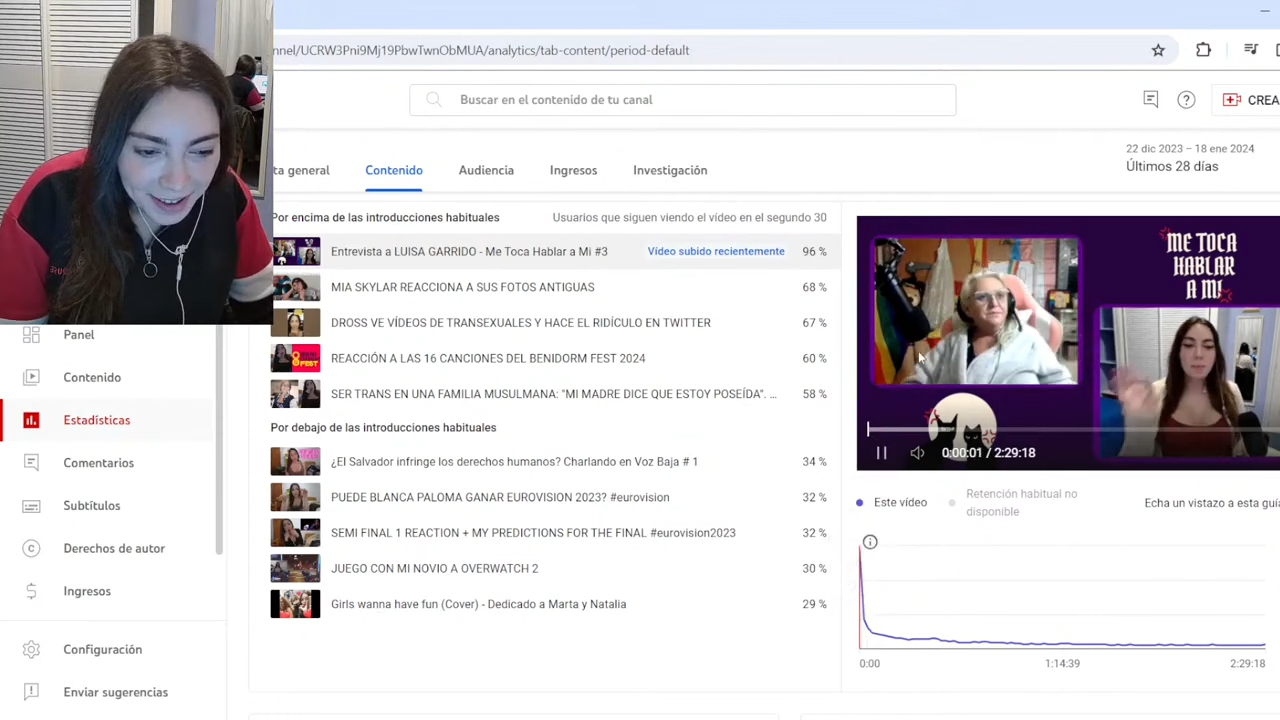 nnel/UCRW3Pni9Mj19PbwTwnObMUA/analytics/tab-content/period-default
Buscar en el contenido de tu canal
CREA
ta general
Contenido
Audiencia
Ingresos
Investigación
22 dic 2023 – 18 ene 2024
Últimos 28 días
Por encima de las introducciones habituales
Usuarios que siguen viendo el vídeo en el segundo 30
Entrevista a LUISA GARRIDO - Me Toca Hablar a Mi #3 Vídeo subido recientemente 96 %
MIA SKYLAR REACCIONA A SUS FOTOS ANTIGUAS 68 %
DROSS VE VÍDEOS DE TRANSEXUALES Y HACE EL RIDÍCULO EN TWITTER 67 %
REACCIÓN A LAS 16 CANCIONES DEL BENIDORM FEST 2024 60 %
SER TRANS EN UNA FAMILIA MUSULMANA: "MI MADRE DICE QUE ESTOY POSEÍDA". ... 58 %
Por debajo de las introducciones habituales
¿El Salvador infringe los derechos humanos? Charlando en Voz Baja # 1 34 %
PUEDE BLANCA PALOMA GANAR EUROVISION 2023? #eurovision 32 %
SEMI FINAL 1 REACTION + MY PREDICTIONS FOR THE FINAL #eurovision2023 32 %
JUEGO CON MI NOVIO A OVERWATCH 2 30 %
Girls wanna have fun (Cover) - Dedicado a Marta y Natalia 29 %
ME TOCA
HABLAR
A MI
0:00:01 / 2:29:18
Este vídeo
Retención habitual no
disponible
Echa un vistazo a esta guía
0:00
1:14:39
2:29:18
Panel
Contenido
Estadísticas
Comentarios
Subtítulos
Derechos de autor
Ingresos
Configuración
Enviar sugerencias